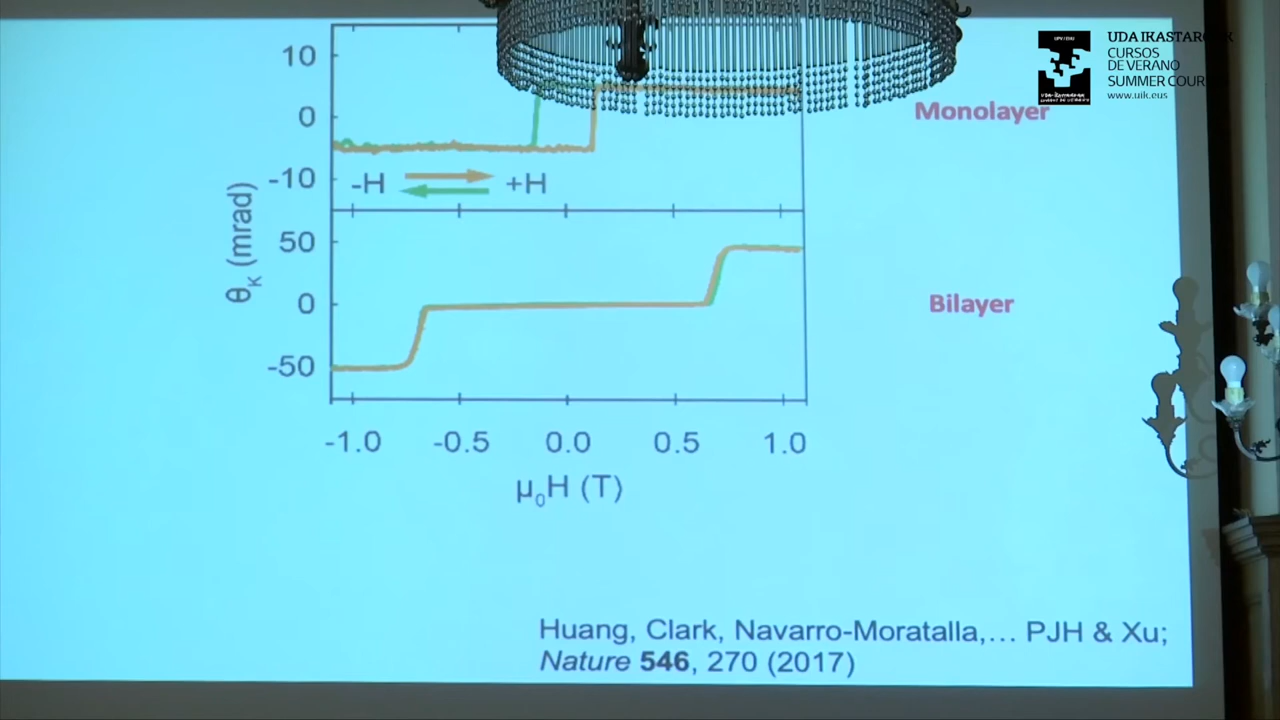 10
0
-10
-H
+H
Monolayer
θK (mrad)
50
0
-50
Bilayer
-1.0 -0.5 0.0 0.5 1.0
μ0H (T)
Huang, Clark, Navarro-Moratalla,... PJH & Xu;
Nature 546, 270 (2017)
CURSOS
DE VERANO
SUMMER COUR
www.uik.eus